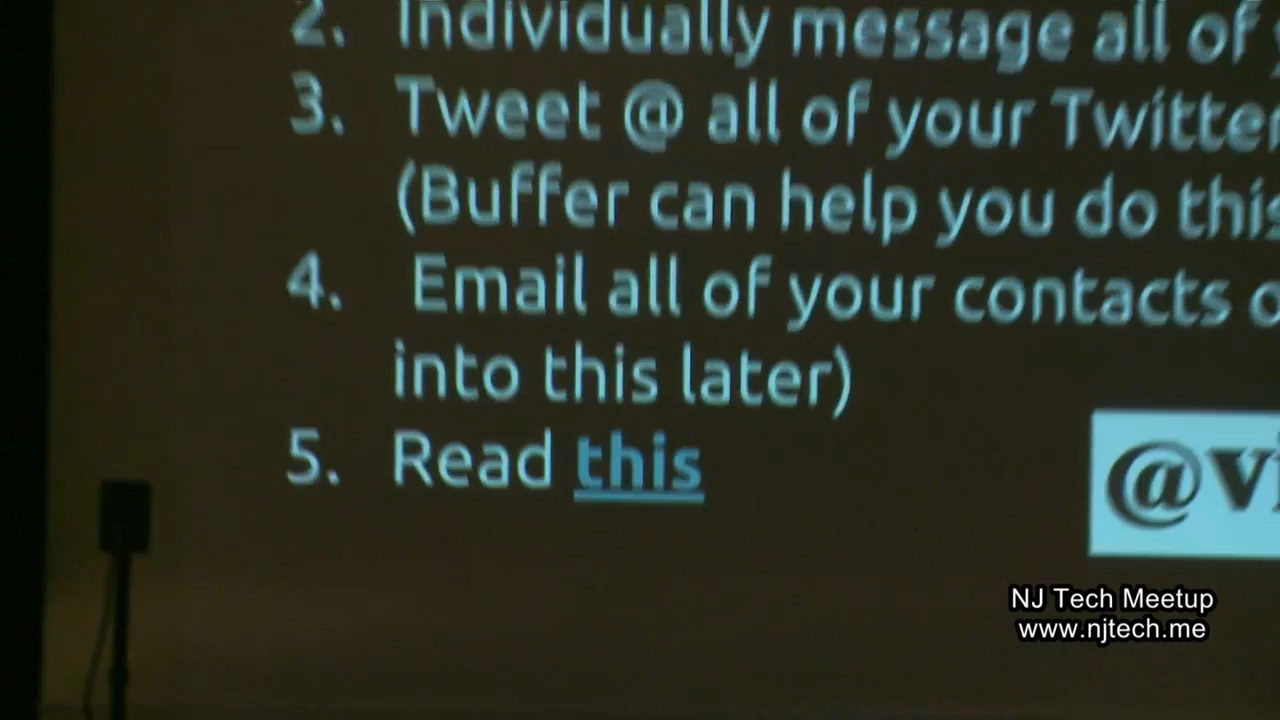 2. Individually message all of
3. Tweet @ all of your Twitter
(Buffer can help you do this
4. Email all of your contacts
into this later)
5. Read this
@vi
NJ Tech Meetup
www.njtech.me